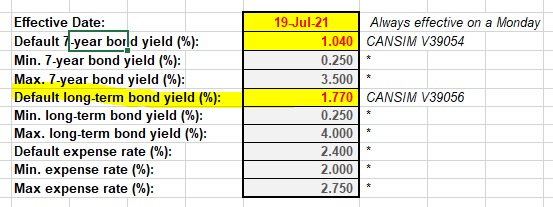 Effective Date: 19-Jul-21 Always effective on a Monday
Default 7-year bond yield (%): 1.040 CANSIM V39054
Min. 7-year bond yield (%): 0.250 *
Max. 7-year bond yield (%): 3.500 *
Default long-term bond yield (%): 1.770 CANSIM V39056
Min. long-term bond yield (%): 0.250 *
Max. long-term bond yield (%): 4.000 *
Default expense rate (%): 2.400 *
Min. expense rate (%): 2.000 *
Max expense rate (%): 2.750 *